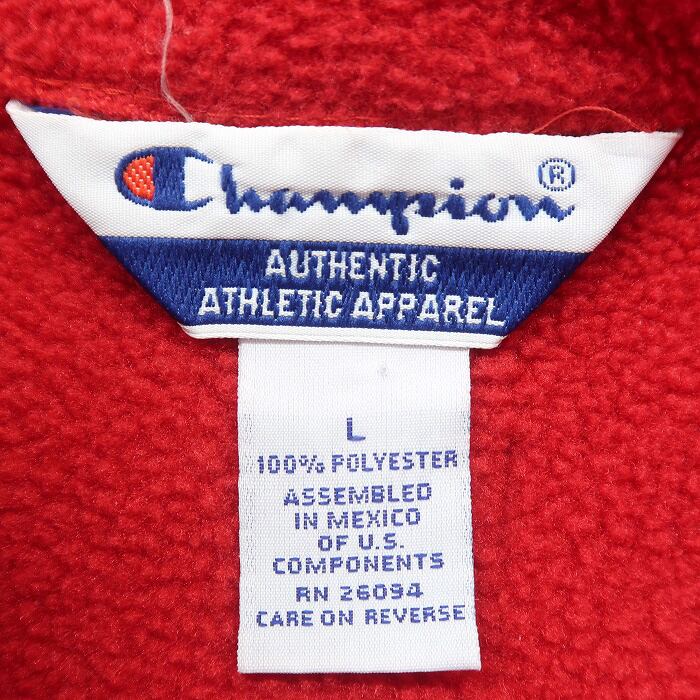 Champion ®
AUTHENTIC
ATHLETIC APPAREL
L
100% POLYESTER
ASSEMBLED
IN MEXICO
OF U.S.
COMPONENTS
RN 26094
CARE ON REVERSE